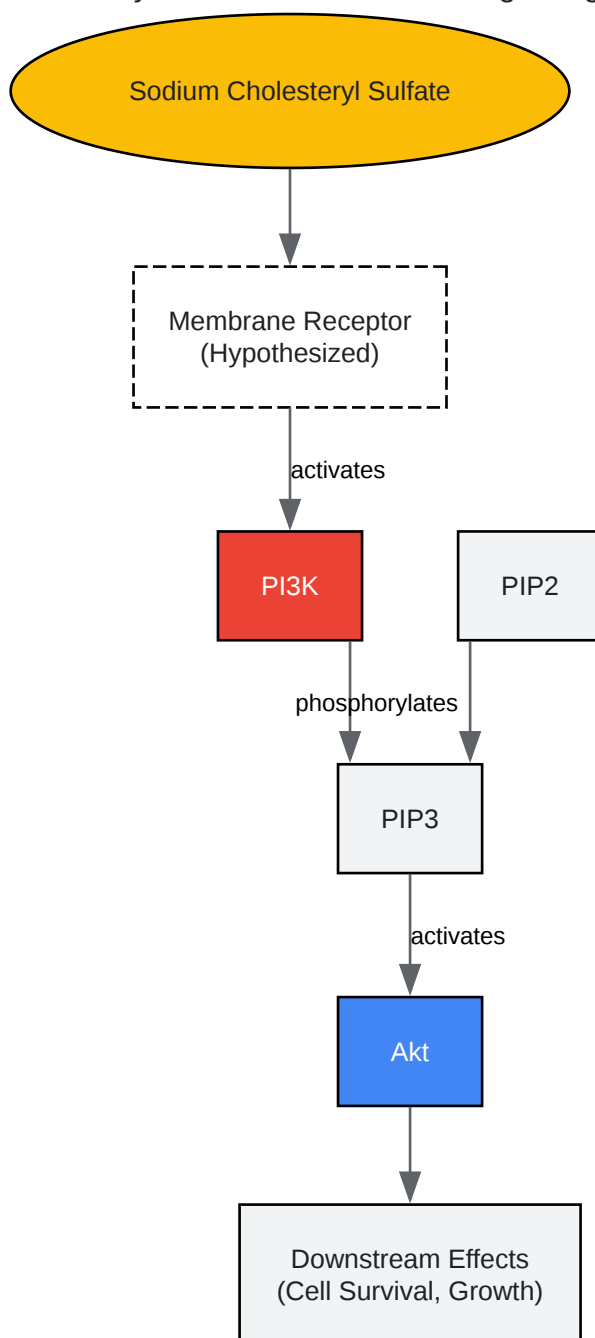 Sodium Cholesteryl Sulfate
Membrane Receptor
(Hypothesized)
activates
PI3K
PIP2
phosphorylates
PIP3
activates
Akt
Downstream Effects
(Cell Survival, Growth)